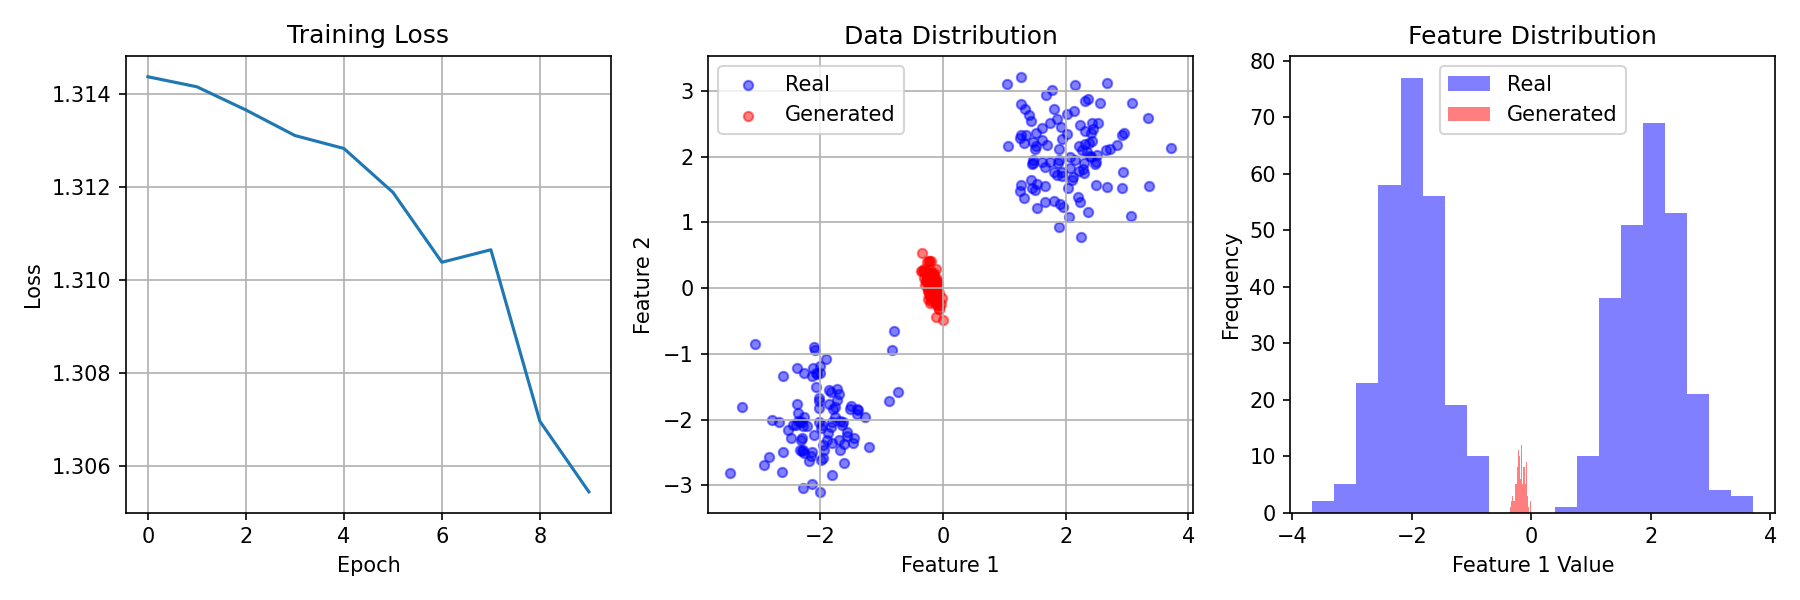 Training Loss
1.314
1.312
1.310
1.308
1.306
Loss
0
2
4
6
8
Epoch
Data Distribution
Real
Generated
3
2
1
0
−1
−2
−3
Feature 2
−2
0
2
4
Feature 1
Feature Distribution
Real
Generated
80
70
60
50
40
30
20
10
0
Frequency
−4
−2
0
2
4
Feature 1 Value